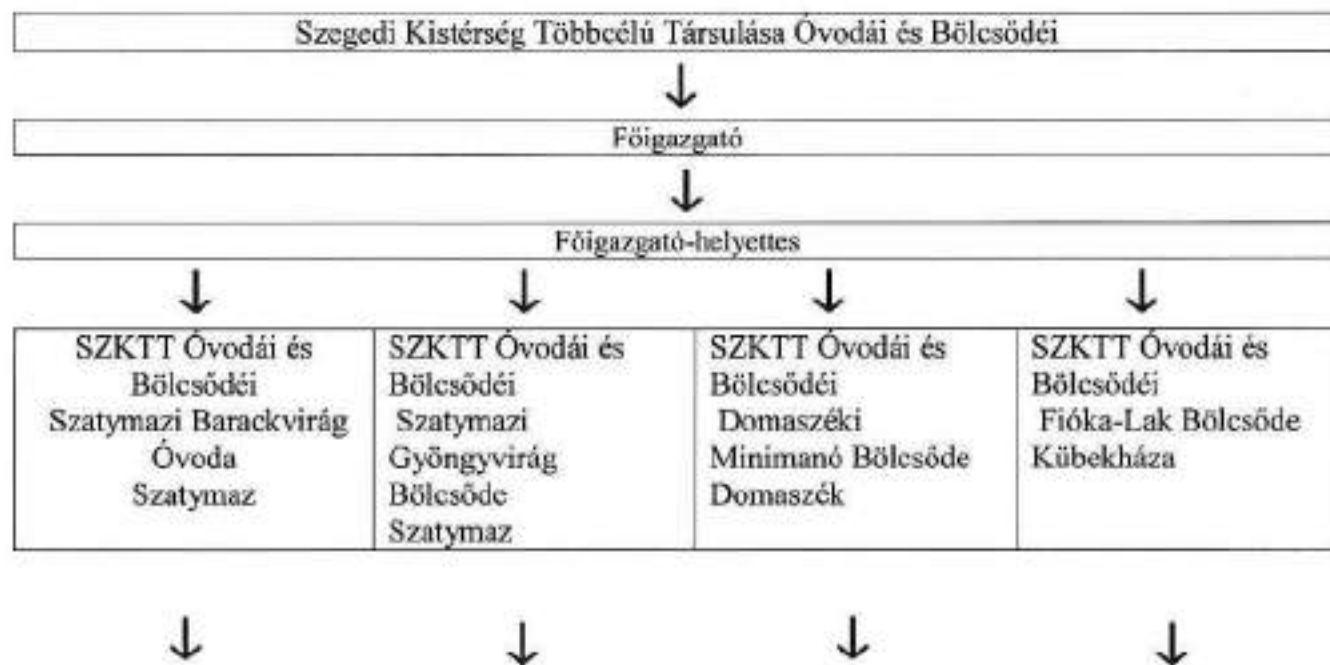 Szegedi Kistérség Többcélú Társulása Óvodái és Bölcsődéi
Főigazgató
Főigazgató-helyettes
SZKTT Óvodái és
Bölcsődéi
Szatymazi Barackvirág
Óvoda
Szatymaz
SZKTT Óvodái és
Bölcsődéi
Szatymazi
Gyöngyvirág
Bölcsőde
Szatymaz
SZKTT Óvodái és
Bölcsődéi
Domaszéki
Minimanó Bölcsőde
Domaszék
SZKTT Óvodái és
Bölcsődéi
Fióka-Lak Bölcsőde
Kübekháza